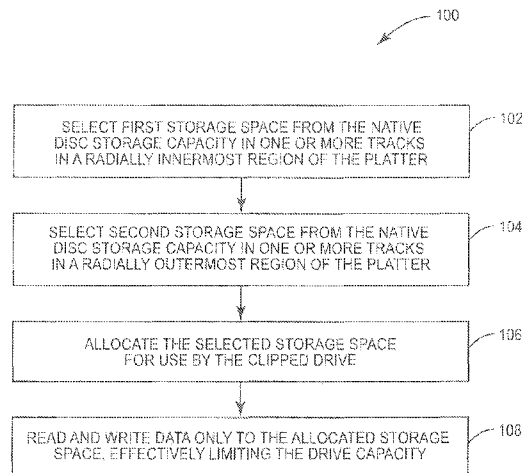 100
SELECT FIRST STORAGE SPACE FROM THE NATIVE
DISC STORAGE CAPACITY IN ONE OR MORE TRACKS
IN A RADIALLY INNERMOST REGION OF THE PLATTER
102
SELECT SECOND STORAGE SPACE FROM THE NATIVE
DISC STORAGE CAPACITY IN ONE OR MORE TRACKS
IN A RADIALLY OUTERMOST REGION OF THE PLATTER
104
ALLOCATE THE SELECTED STORAGE SPACE
FOR USE BY THE CLIPPED DRIVE
106
READ AND WRITE DATA ONLY TO THE ALLOCATED STORAGE
SPACE, EFFECTIVELY LIMITING THE DRIVE CAPACITY
108